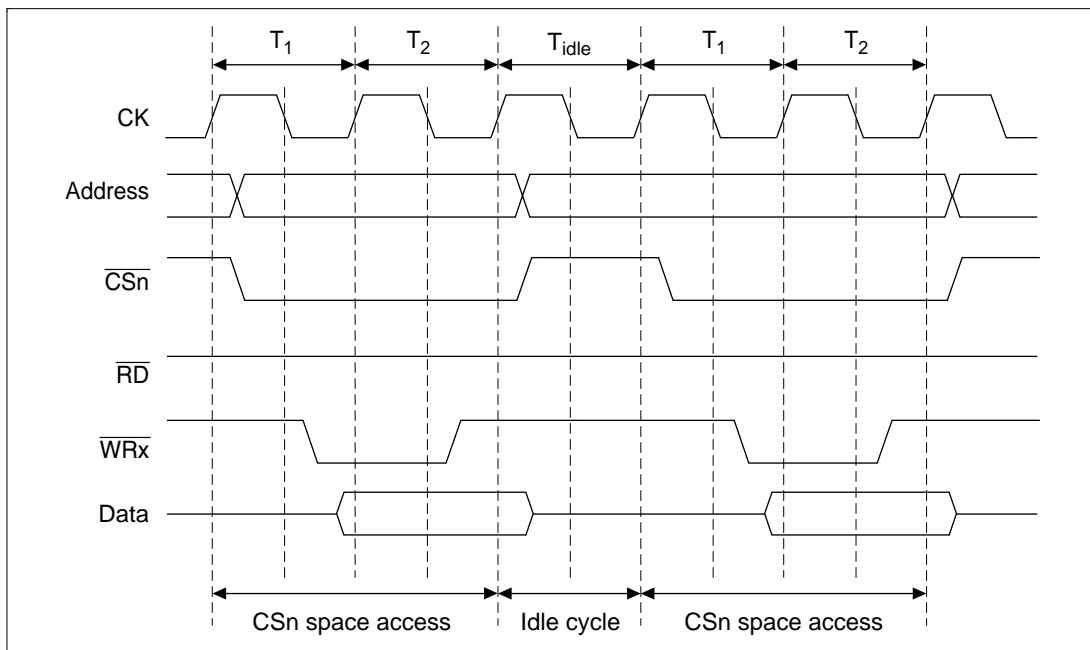 T1 T2 Tidle T1 T2
CK
Address
CSn
RD
WRx
Data
CSn space access Idle cycle CSn space access